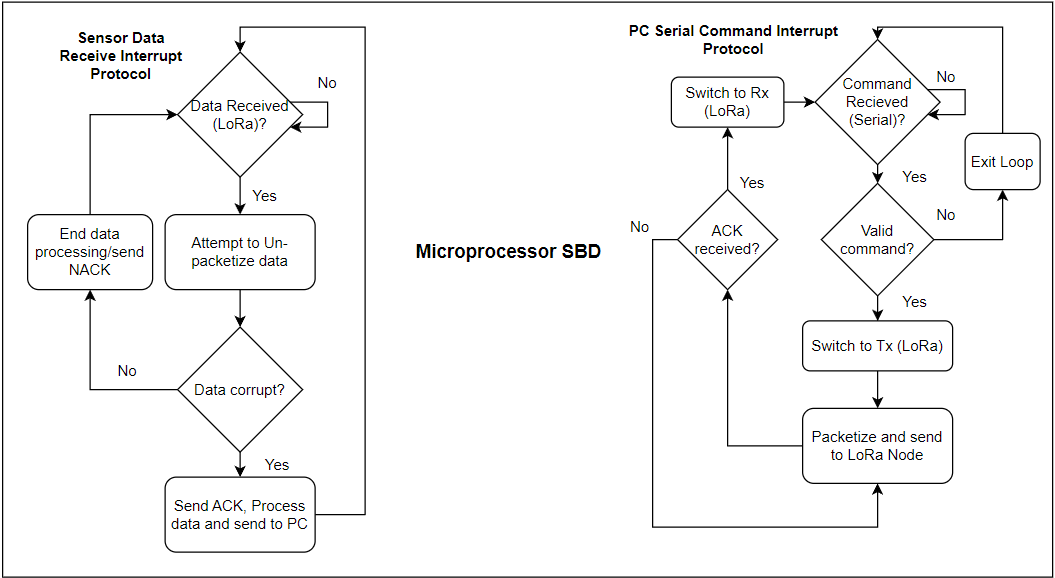 Sensor Data
Receive Interrupt
Protocol
Data Received
(LoRa)?
No
Yes
End data
processing/send
NACK
Attempt to Un-
packetize data
No
Data corrupt?
Yes
Send ACK, Process
data and send to PC
Microprocessor SBD
PC Serial Command Interrupt
Protocol
Switch to Rx
(LoRa)
Command
Recieved
(Serial)?
No
Exit Loop
Yes
Yes
No
ACK
received?
Valid
command?
No
Yes
Switch to Tx (LoRa)
Packetize and send
to LoRa Node